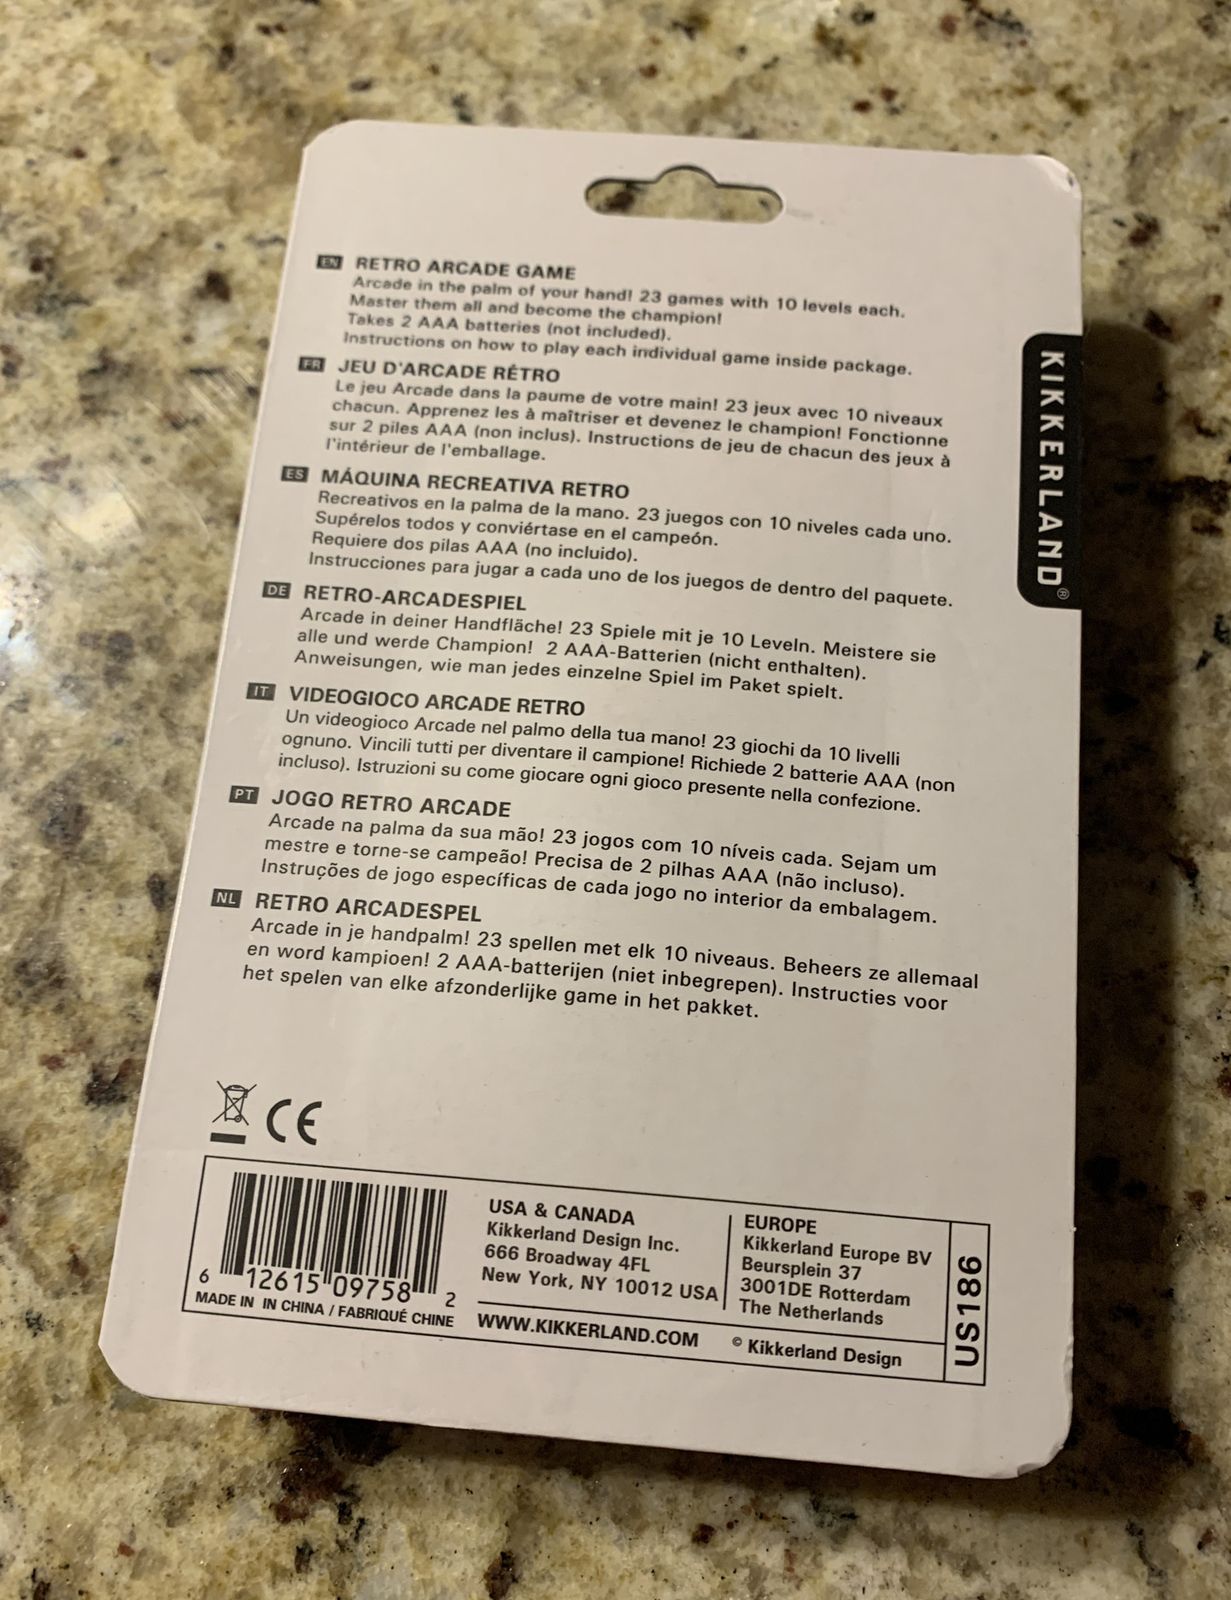 EN RETRO ARCADE GAME
Arcade in the palm of your hand! 23 games with 10 levels each.
Master them all and become the champion!
Takes 2 AAA batteries (not included).
Instructions on how to play each individual game inside package.
FR JEU D'ARCADE RÉTRO
Le jeu Arcade dans la paume de votre main! 23 jeux avec 10 niveaux
chacun. Apprenez les à maîtriser et devenez le champion! Fonctionne
sur 2 piles AAA (non inclus). Instructions de jeu de chacun des jeux à
l'intérieur de l'emballage.
ES MÁQUINA RECREATIVA RETRO
Recreativos en la palma de la mano. 23 juegos con 10 niveles cada uno.
Supérelos todos y conviértase en el campeón.
Requiere dos pilas AAA (no incluido).
Instrucciones para jugar a cada uno de los juegos de dentro del paquete.
DE RETRO-ARCADESPIEL
Arcade in deiner Handfläche! 23 Spiele mit je 10 Leveln. Meistere sie
alle und werde Champion! 2 AAA-Batterien (nicht enthalten).
Anweisungen, wie man jedes einzelne Spiel im Paket spielt.
IT VIDEOGIOCO ARCADE RETRO
Un videogioco Arcade nel palmo della tua mano! 23 giochi da 10 livelli
ognuno. Vincili tutti per diventare il campione! Richiede 2 batterie AAA (non
incluso). Istruzioni su come giocare ogni gioco presente nella confezione.
PT JOGO RETRO ARCADE
Arcade na palma da sua mão! 23 jogos com 10 níveis cada. Sejam um
mestre e torne-se campeão! Precisa de 2 pilhas AAA (não incluso).
Instruções de jogo específicas de cada jogo no interior da embalagem.
NL RETRO ARCADESPEL
Arcade in je handpalm! 23 spellen met elk 10 niveaus. Beheers ze allemaal
en word kampioen! 2 AAA-batterijen (niet inbegrepen). Instructies voor
het spelen van elke afzonderlijke game in het pakket.
KIKKERLAND®
CE
6 12615 09758 2
MADE IN IN CHINA / FABRIQUÉ CHINE
USA & CANADA
Kikkerland Design Inc.
666 Broadway 4FL
New York, NY 10012 USA
EUROPE
Kikkerland Europe BV
Beursplein 37
3001DE Rotterdam
The Netherlands
WWW.KIKKERLAND.COM
© Kikkerland Design
US186